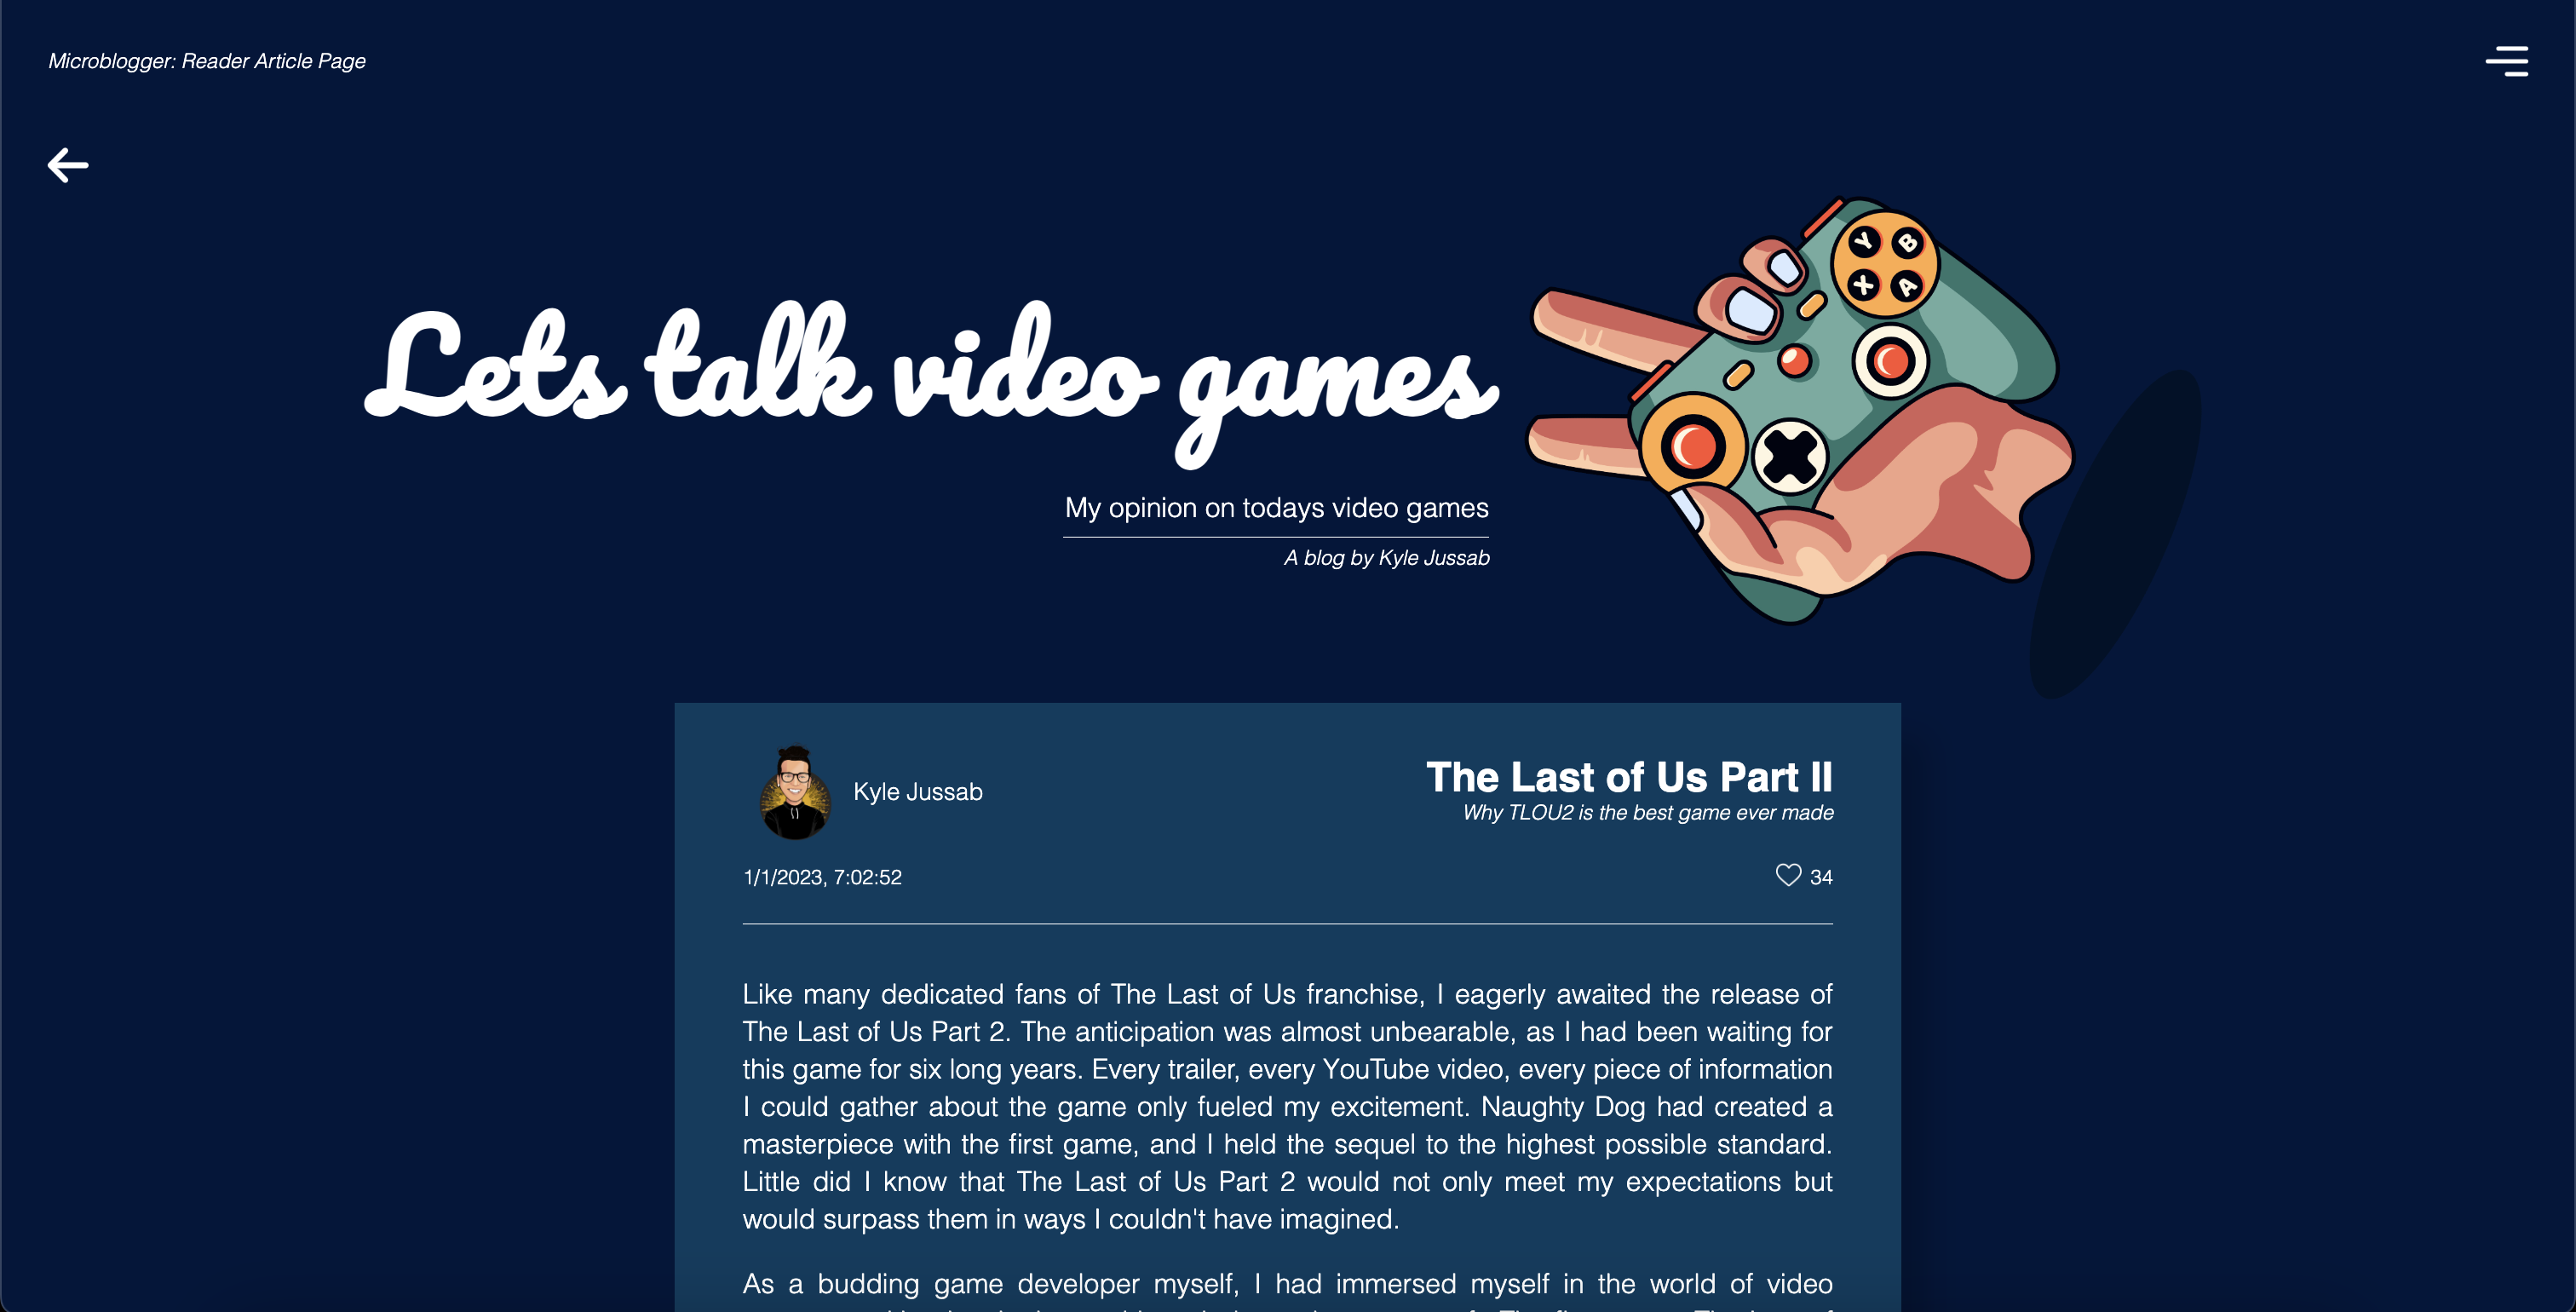 Microblogger: Reader Article Page
Lets talk video games
My opinion on todays video games
A blog by Kyle Jussab
Y B
X A
Kyle Jussab
The Last of Us Part II
Why TLOU2 is the best game ever made
1/1/2023, 7:02:52
34
Like many dedicated fans of The Last of Us franchise, I eagerly awaited the release of
The Last of Us Part 2. The anticipation was almost unbearable, as I had been waiting for
this game for six long years. Every trailer, every YouTube video, every piece of information
I could gather about the game only fueled my excitement. Naughty Dog had created a
masterpiece with the first game, and I held the sequel to the highest possible standard.
Little did I know that The Last of Us Part 2 would not only meet my expectations but
would surpass them in ways I couldn't have imagined.
As a budding game developer myself, I had immersed myself in the world of video